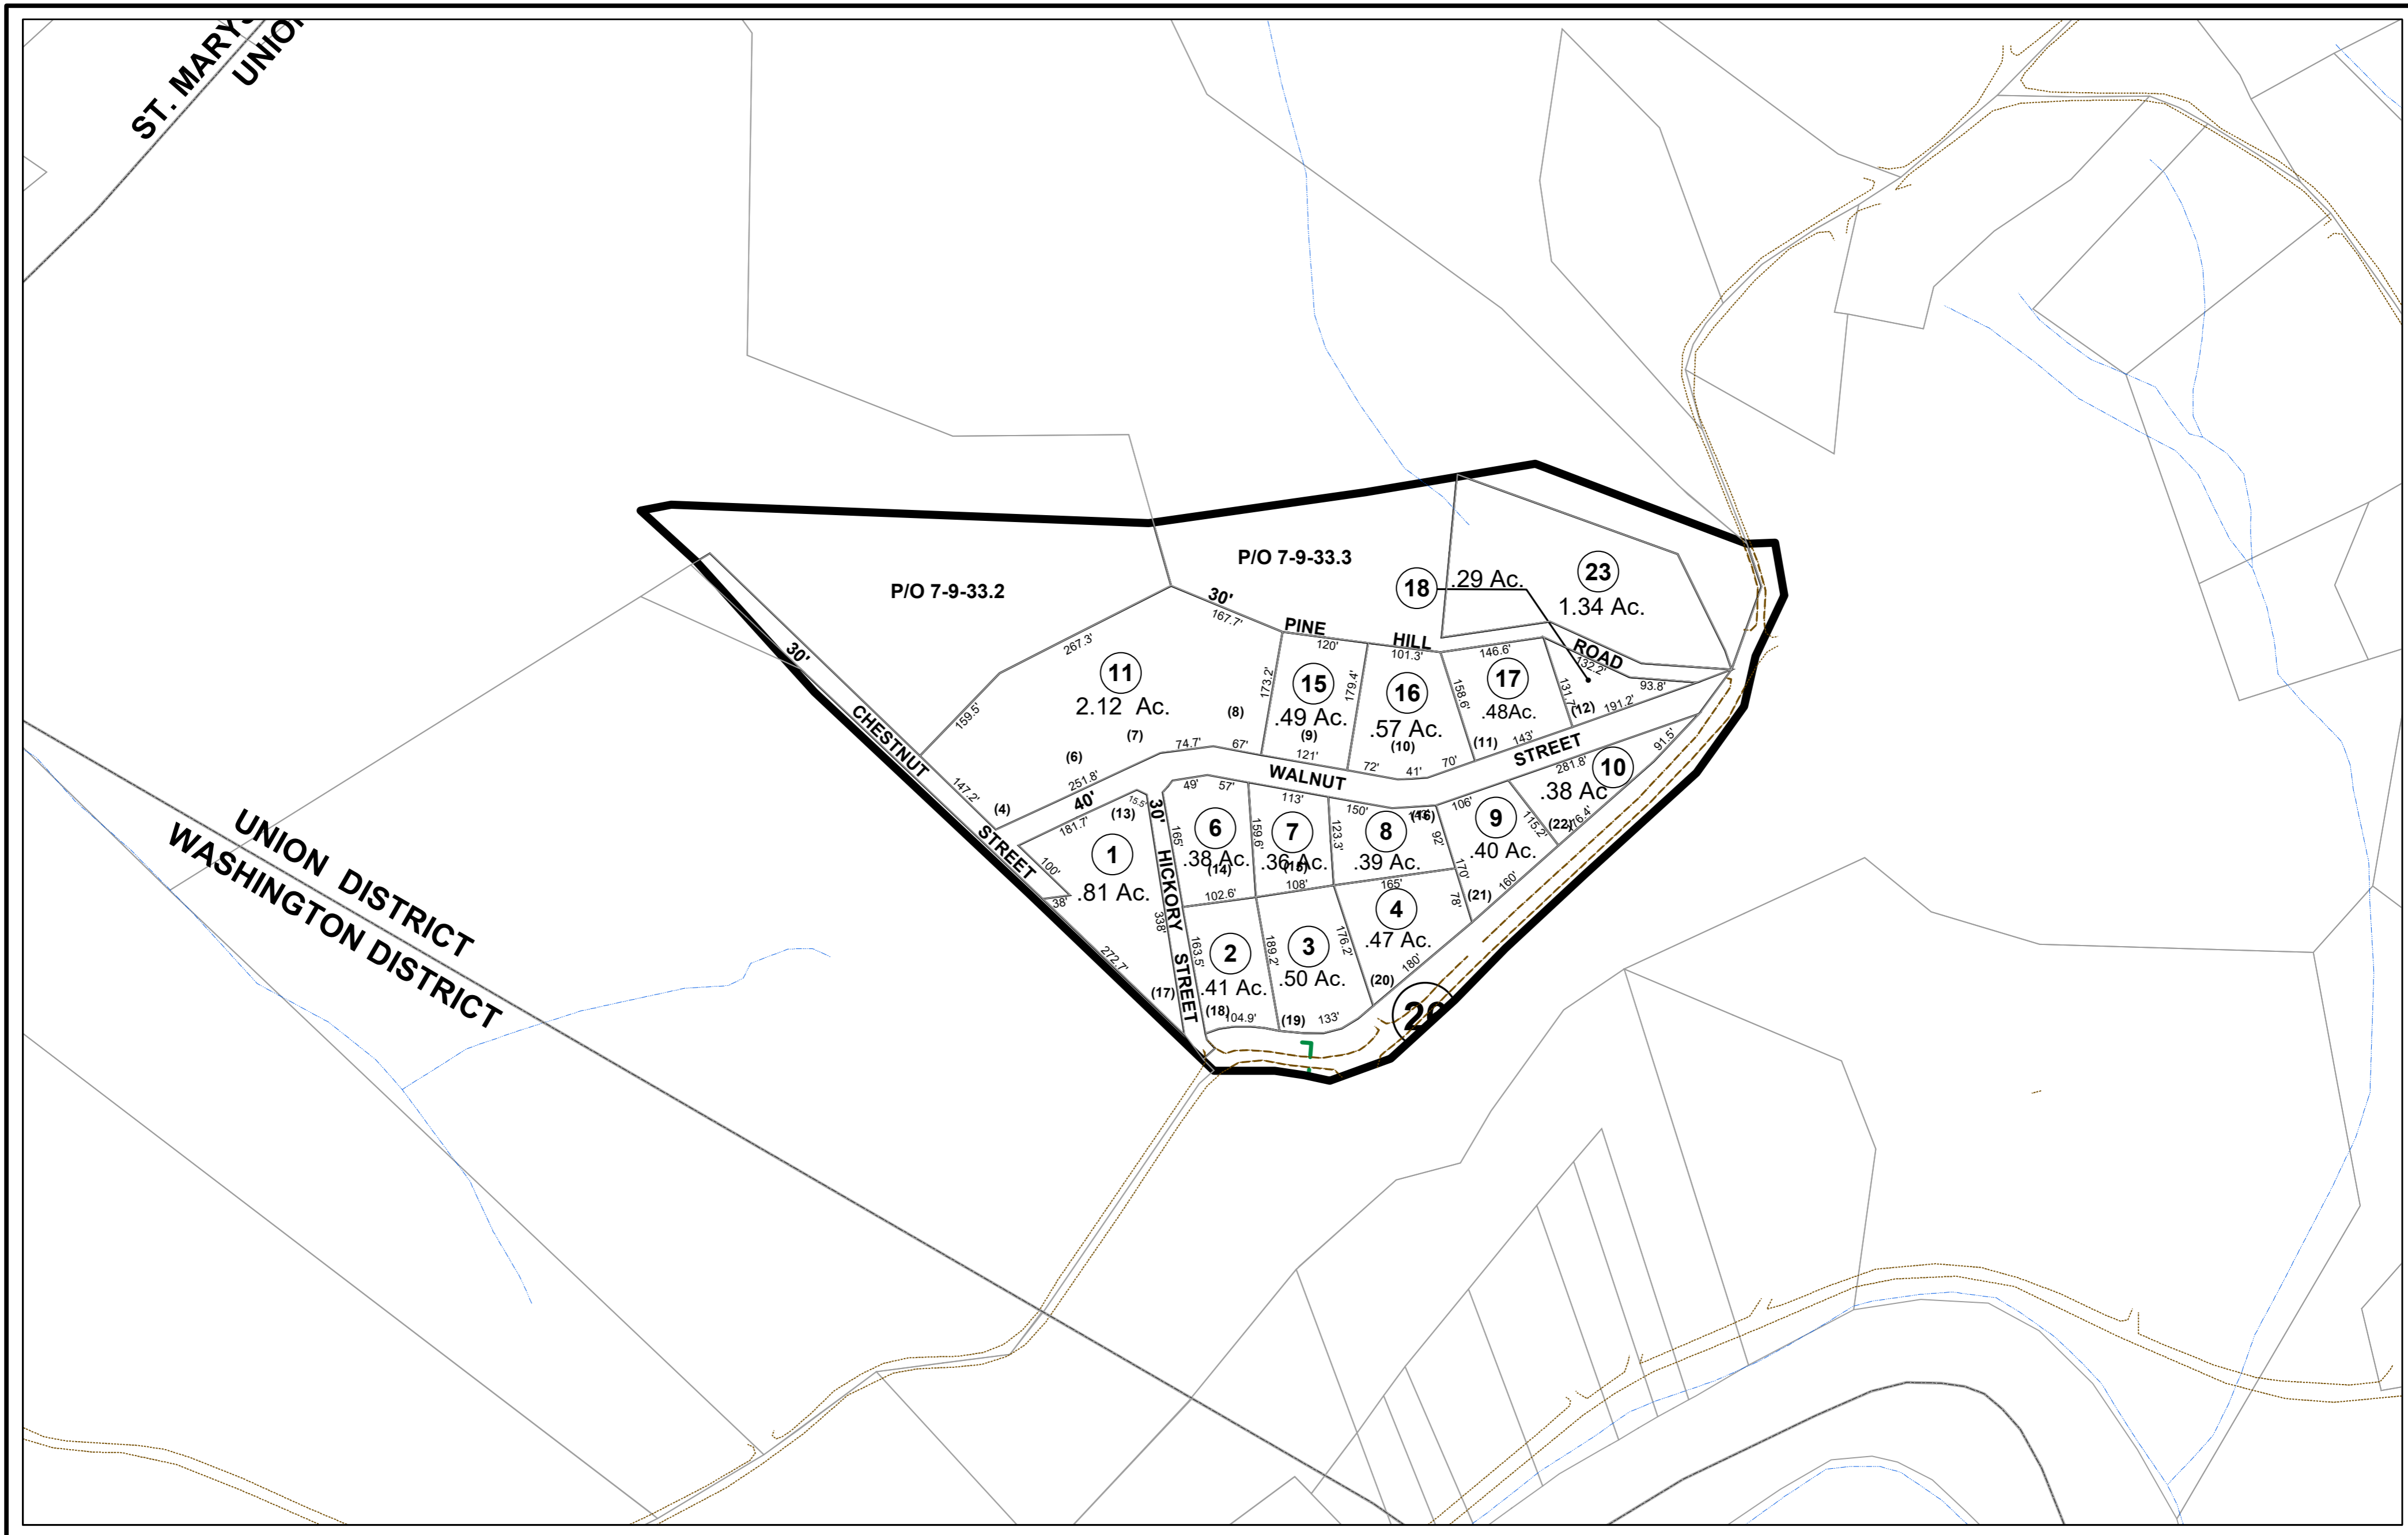 ST. MARYS
UNION
P/O 7-9-33.3
P/O 7-9-33.2
18
.29 Ac.
23
1.34 Ac.
30'
167.7'
PINE
120'
HILL
101.3'
146.6'
ROAD
132.2'
93.8'
267.3'
30'
11
2.12 Ac.
173.2'
15
.49 Ac.
(9)
179.4'
16
.57 Ac.
(10)
158.6'
17
.48Ac.
131.7'
(12)
191.2'
159.5'
CHESTNUT
(8)
(7)
(6)
74.7'
67'
121'
72'
41'
70'
(11)
143'
WALNUT
STREET
91.5'
147.2'
(4)
251.8'
40'
281.8'
10
.38 Ac
181.7'
(13)
15.5'
30'
49'
57'
113'
150'
(16)
106'
115.2'
(22)
STREET
100'
38'
1
.81 Ac.
165'
HICKORY
6
.38 Ac.
(14)
159.6'
7
.36 Ac.
(15)
123.3'
8
.39 Ac.
92'
9
.40 Ac.
170'
160'
102.6'
108'
165'
78'
(21)
338'
272.7'
163.5'
STREET
2
.41 Ac.
189.2'
3
.50 Ac.
176.2'
4
.47 Ac.
180'
(20)
(17)
(18)
104.9'
(19)
133'
UNION DISTRICT
WASHINGTON DISTRICT